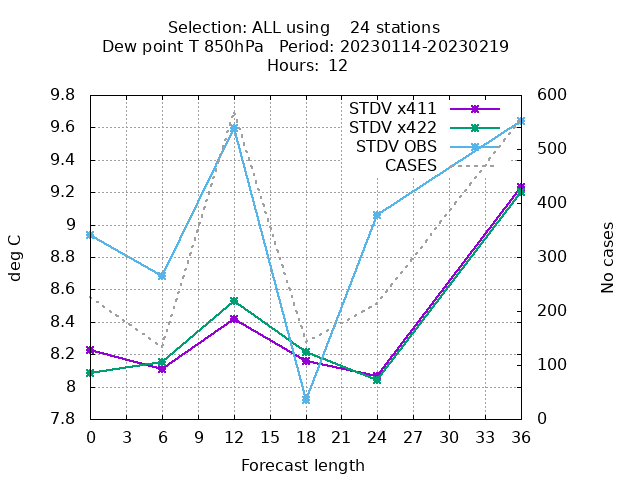 Selection: ALL using    24 stations
Dew point T 850hPa   Period: 20230114-20230219
Hours:  12
9.8
9.6
9.4
9.2
9
8.8
8.6
8.4
8.2
8
7.8
deg C
STDV x411
STDV x422
STDV OBS
CASES
600
500
400
300
200
100
0
No cases
0 3 6 9 12 15 18 21 24 27 30 33 36
Forecast length